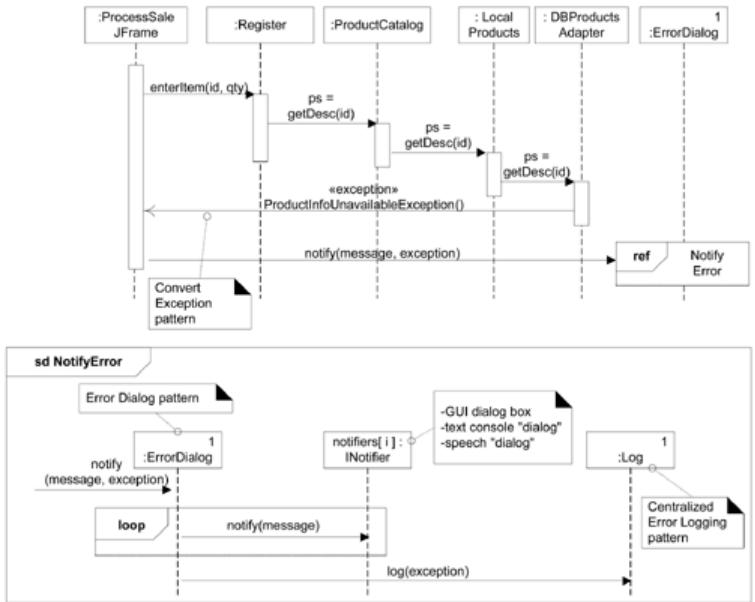 :ProcessSale
JFrame
:Register
:ProductCatalog
: Local
Products
: DBProducts
Adapter
1
:ErrorDialog
enterItem(id, qty)
ps =
getDesc(id)
ps =
getDesc(id)
ps =
getDesc(id)
«exception»
ProductInfoUnavailableException()
notify(message, exception)
ref
Notify
Error
Convert
Exception
pattern
sd NotifyError
Error Dialog pattern
-GUI dialog box
-text console "dialog"
-speech "dialog"
1
:ErrorDialog
notifiers[ i ] :
INotifier
1
:Log
notify
(message, exception)
loop
notify(message)
Centralized
Error Logging
pattern
log(exception)